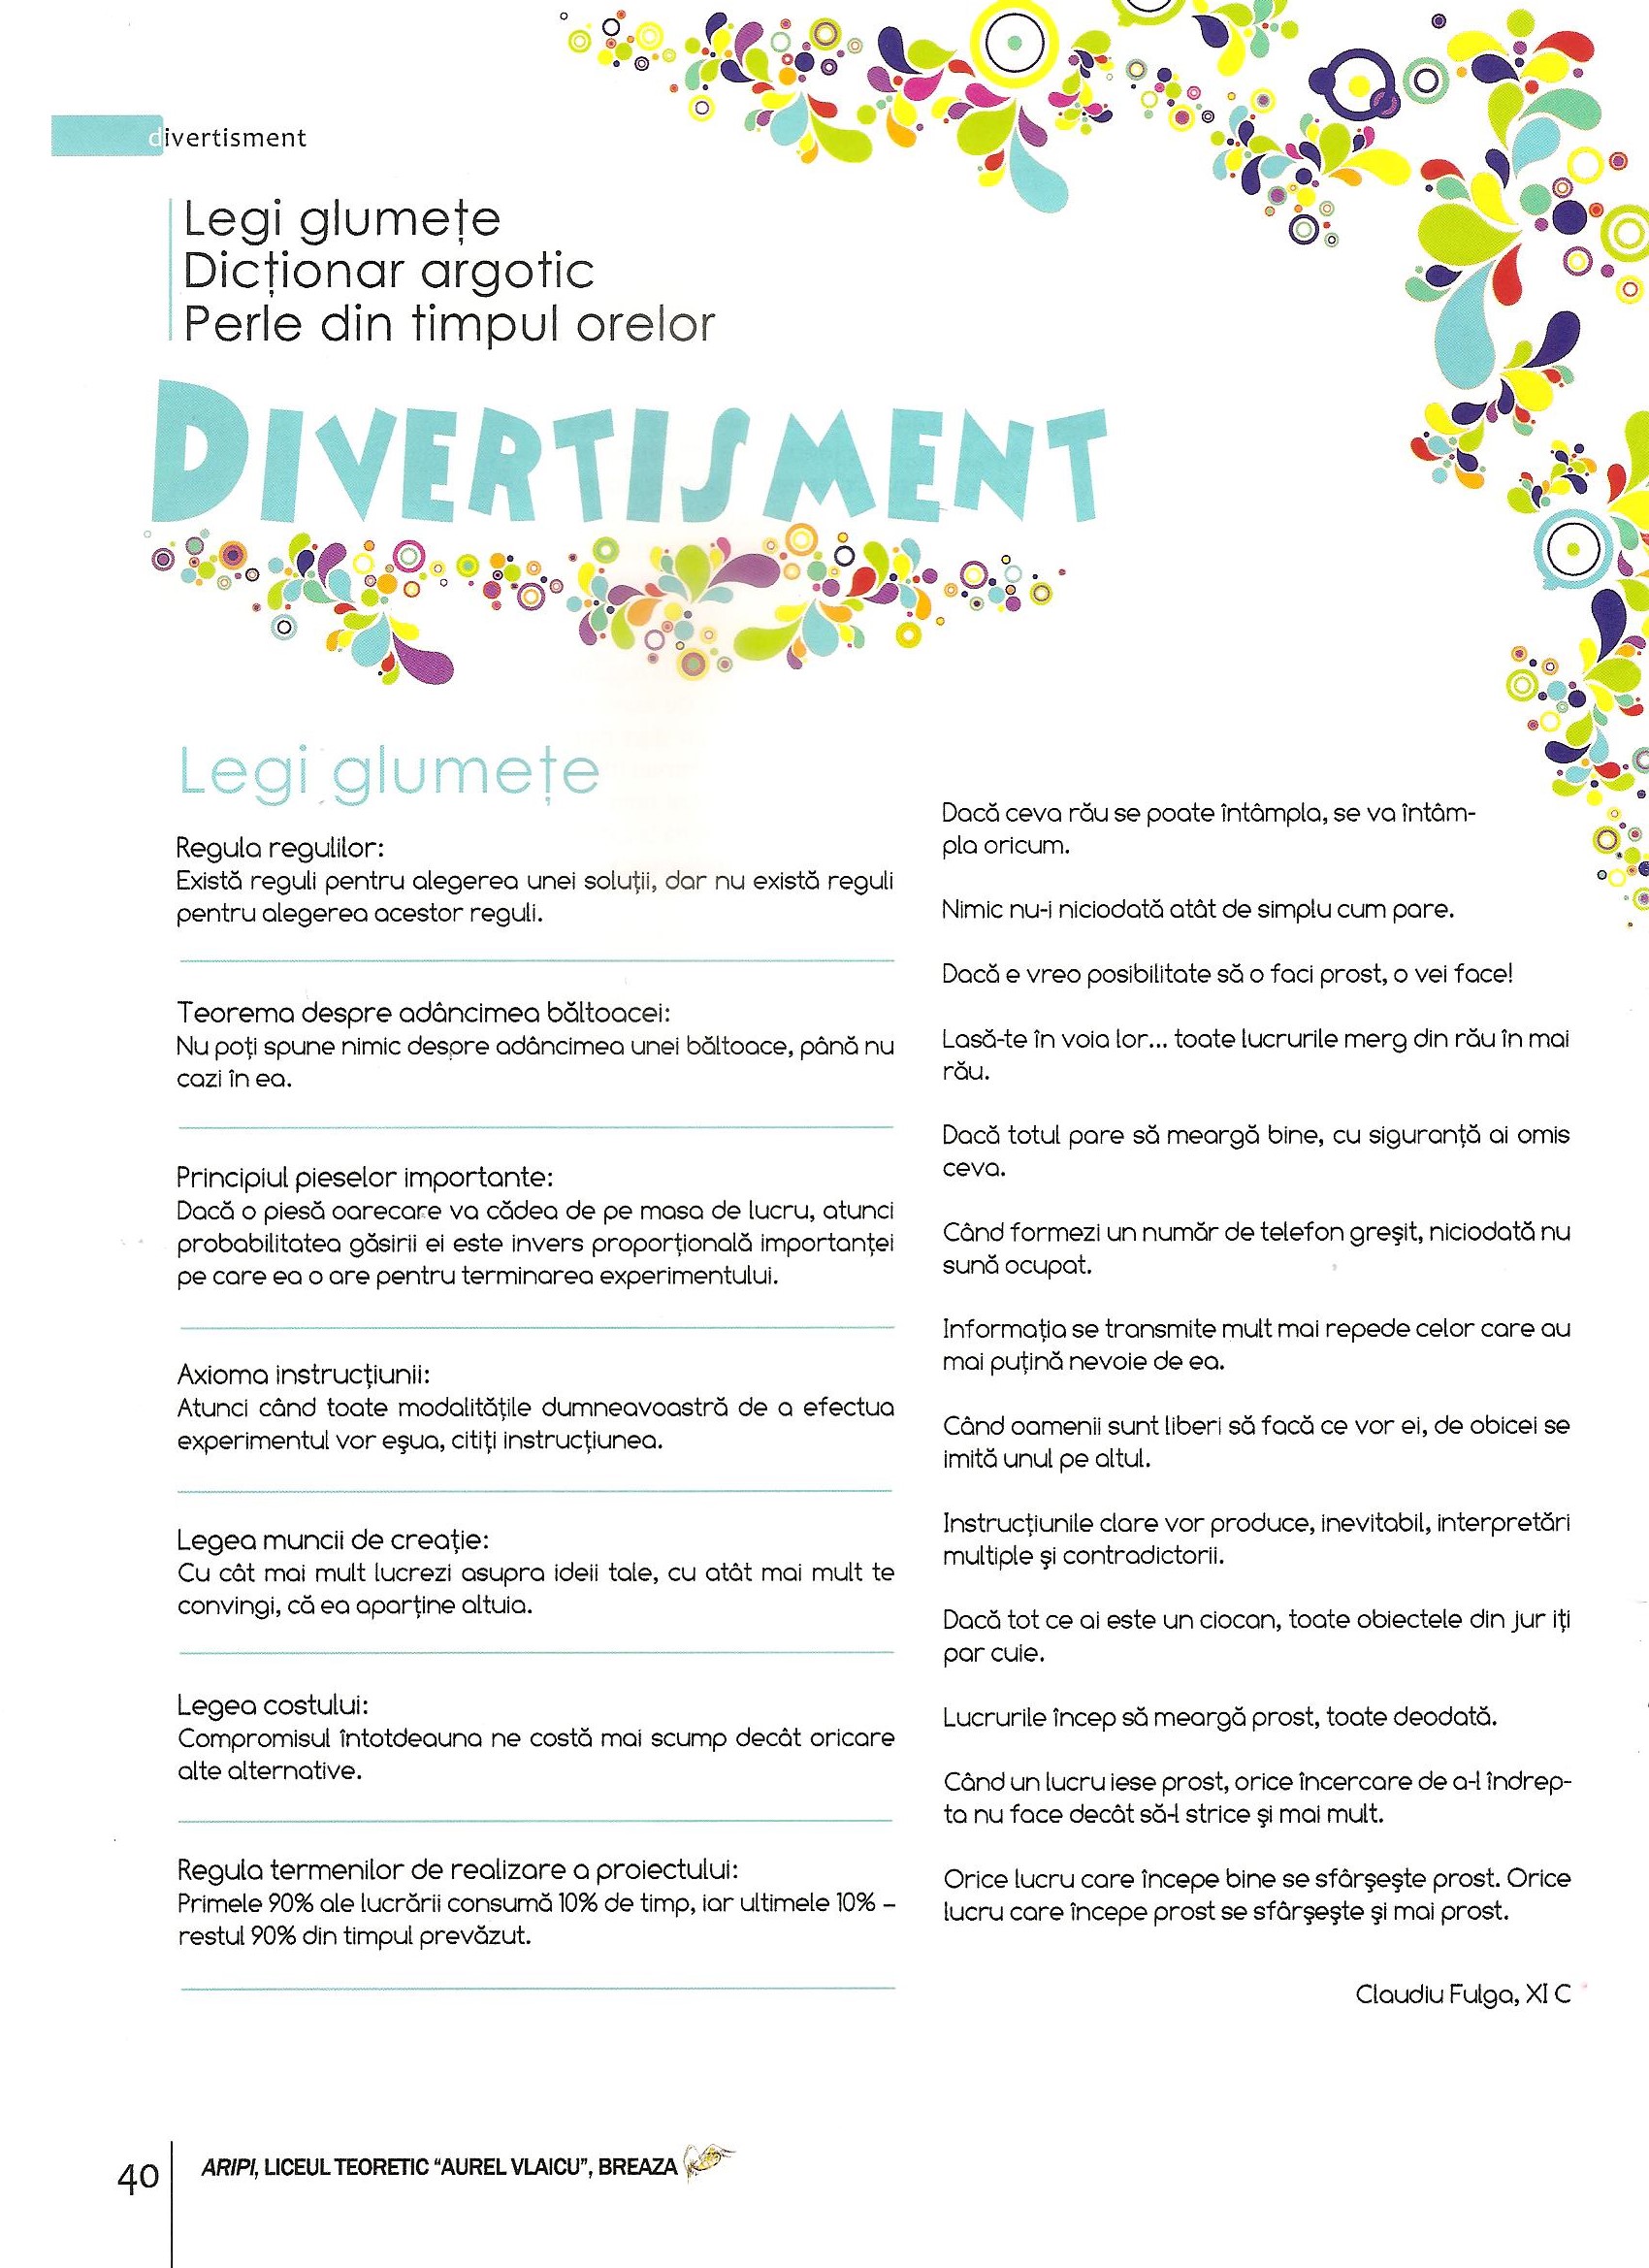 divertisment
Legi glumețe
Dicționar argotic
Perle din timpul orelor
DIVERTISMENT
Legi glumețe
Regula regulilor:
Există reguli pentru alegerea unei soluții, dar nu există reguli
pentru alegerea acestor reguli.
Teorema despre adâncimea băltoacei:
Nu poți spune nimic despre adâncimea unei băltoace, până nu
cazi în ea.
Principiul pieselor importante:
Dacă o piesă oarecare va cădea de pe masa de lucru, atunci
probabilitatea găsirii ei este invers proporțională importanței
pe care ea o are pentru terminarea experimentului.
Axioma instrucțiunii:
Atunci când toate modalitățile dumneavoastră de a efectua
experimentul vor eşua, citiți instrucțiunea.
Legea muncii de creație:
Cu cât mai mult lucrezi asupra ideii tale, cu atât mai mult te
convingi, că ea aparține altuia.
Legea costului:
Compromisul întotdeauna ne costă mai scump decât oricare
alte alternative.
Regula termenilor de realizare a proiectului:
Primele 90% ale lucrării consumă 10% de timp, iar ultimele 10% –
restul 90% din timpul prevăzut.
Dacă ceva rău se poate întâmpla, se va întâm-
pla oricum.
Nimic nu-i niciodată atât de simplu cum pare.
Dacă e vreo posibilitate să o faci prost, o vei face!
Lasă-te în voia lor... toate lucrurile merg din rău în mai
rău.
Dacă totul pare să meargă bine, cu siguranță ai omis
ceva.
Când formezi un număr de telefon greşit, niciodată nu
sună ocupat.
Informația se transmite mult mai repede celor care au
mai puțină nevoie de ea.
Când oamenii sunt liberi să facă ce vor ei, de obicei se
imită unul pe altul.
Instrucțiunile clare vor produce, inevitabil, interpretări
multiple şi contradictorii.
Dacă tot ce ai este un ciocan, toate obiectele din jur iți
par cuie.
Lucrurile încep să meargă prost, toate deodată.
Când un lucru iese prost, orice încercare de a-l îndrep-
ta nu face decât să-l strice şi mai mult.
Orice lucru care începe bine se sfârşeşte prost. Orice
lucru care începe prost se sfârşeşte şi mai prost.
Claudiu Fulga, XI C
40
ARIPI, LICEUL TEORETIC "AUREL VLAICU", BREAZA